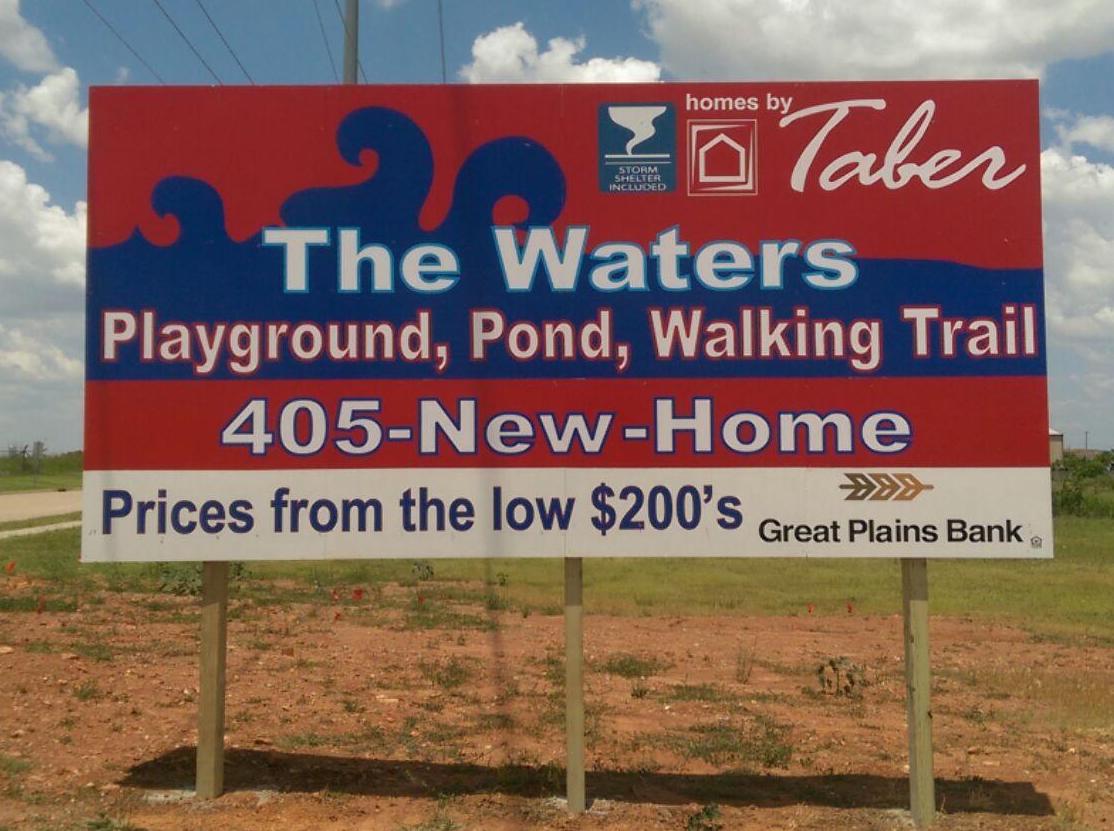 homes by
Taber
STORM
SHELTER
INCLUDED
The Waters
Playground, Pond, Walking Trail
405-New-Home
Prices from the low $200's
Great Plains Bank